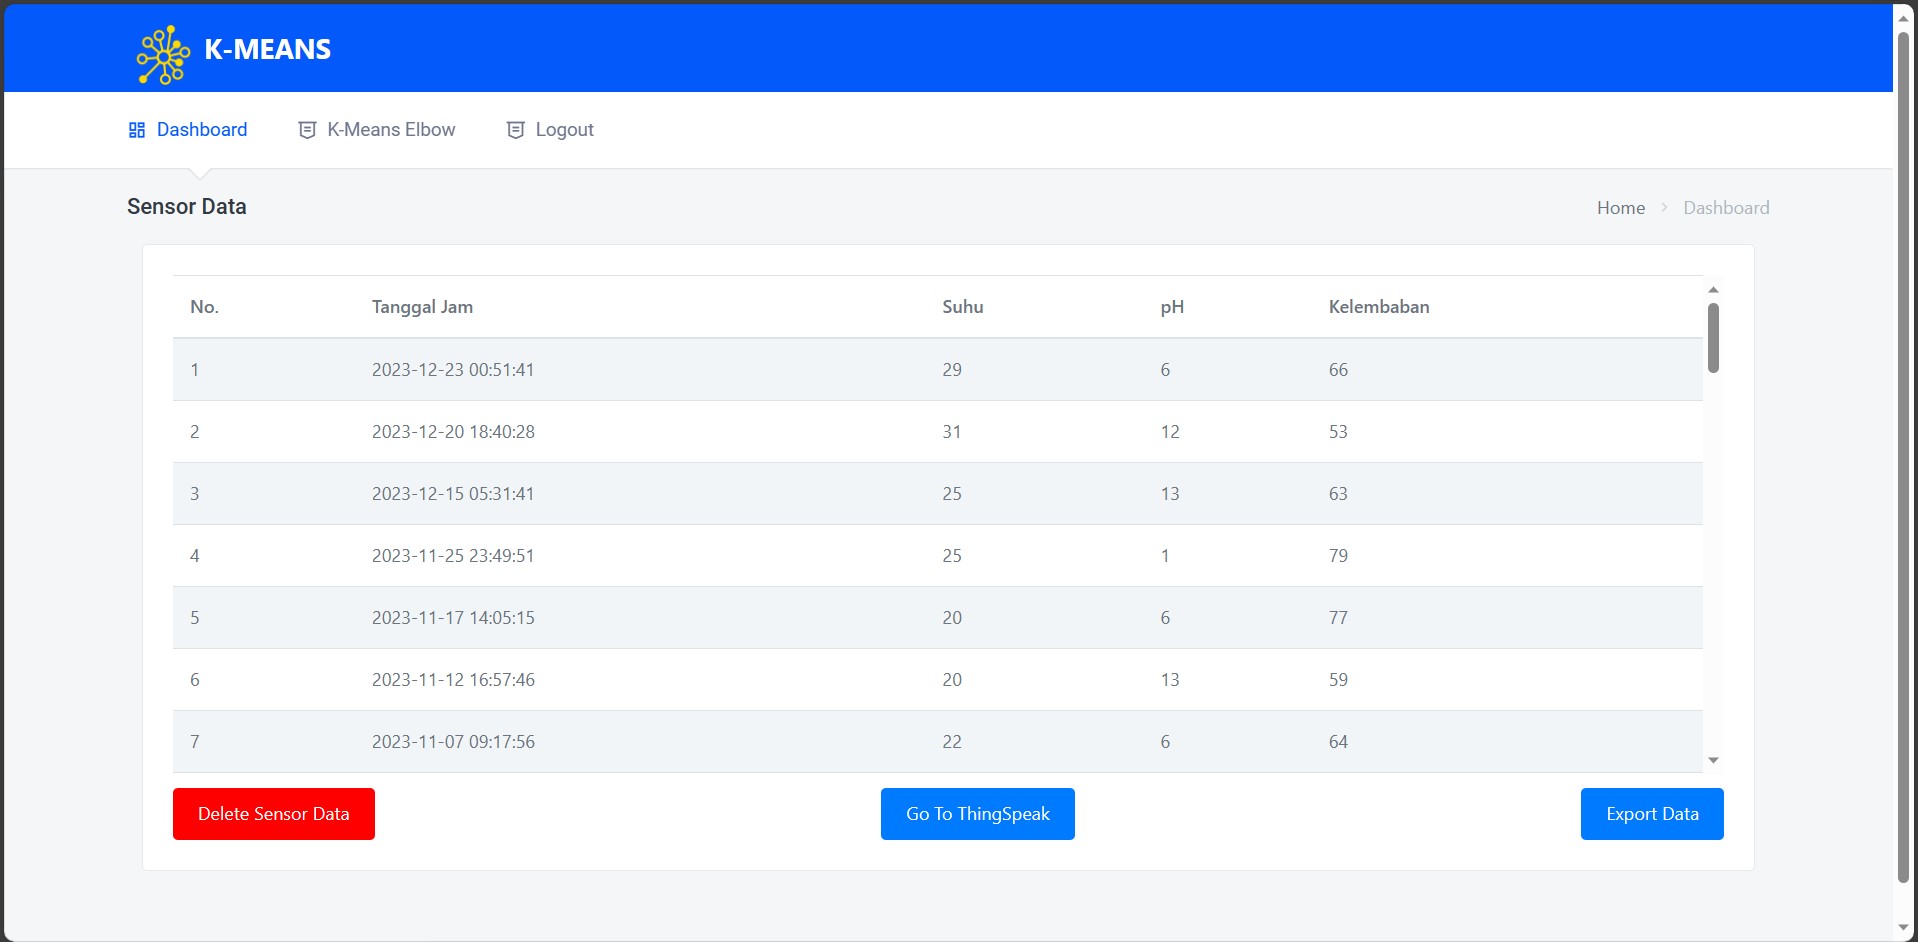 K-MEANS
Dashboard K-Means Elbow Logout
Sensor Data
Home > Dashboard
No. Tanggal Jam Suhu pH Kelembaban
1 2023-12-23 00:51:41 29 6 66
2 2023-12-20 18:40:28 31 12 53
3 2023-12-15 05:31:41 25 13 63
4 2023-11-25 23:49:51 25 1 79
5 2023-11-17 14:05:15 20 6 77
6 2023-11-12 16:57:46 20 13 59
7 2023-11-07 09:17:56 22 6 64
Delete Sensor Data Go To ThingSpeak Export Data